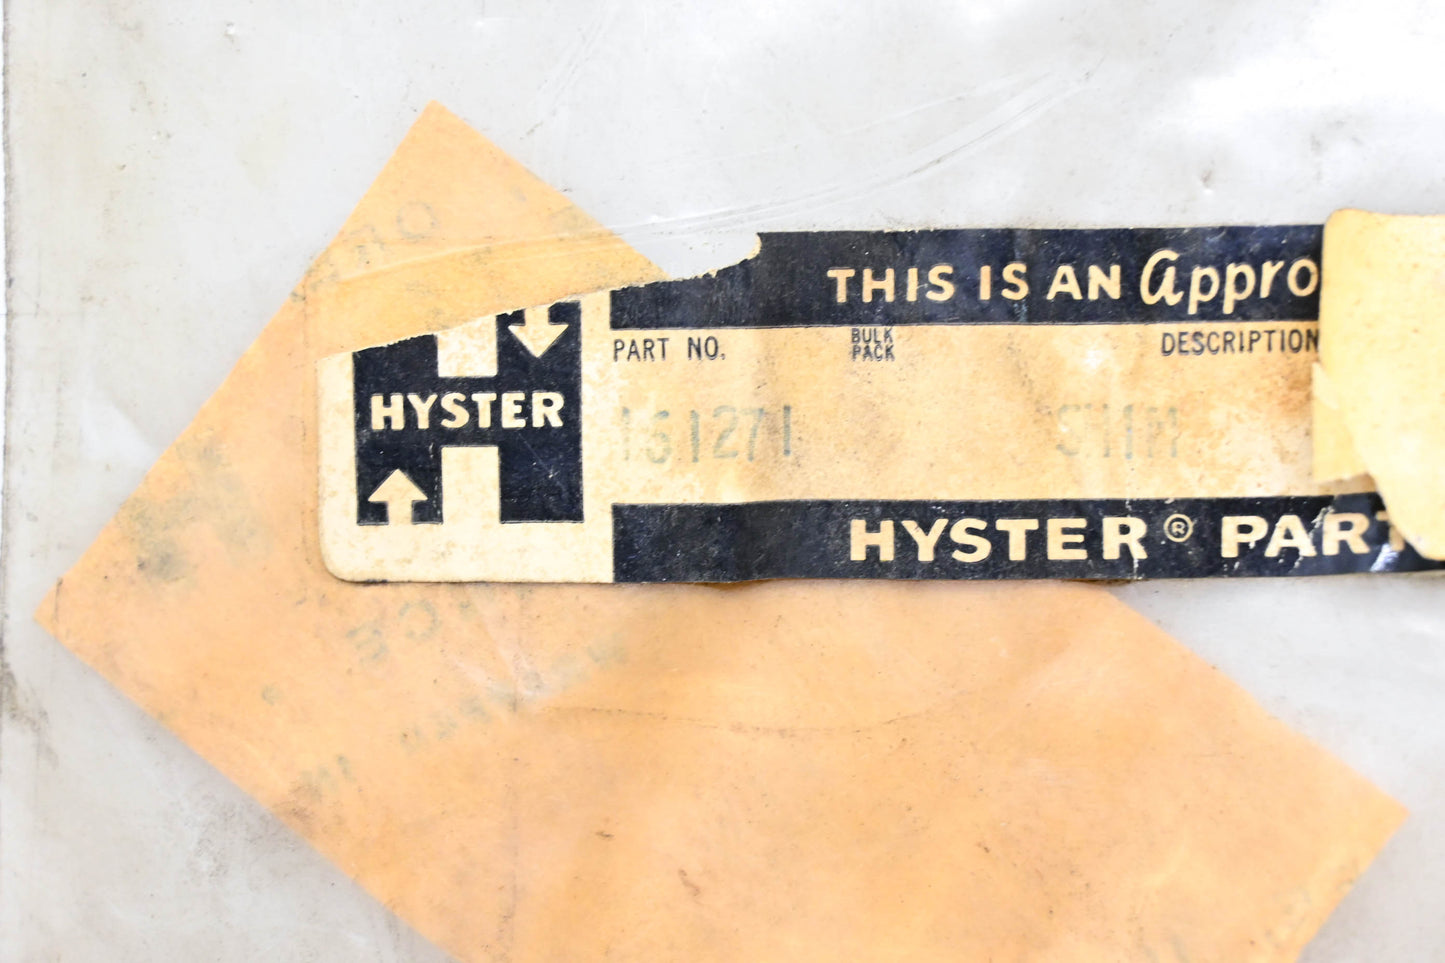 THIS IS AN Appro
PART NO. BULK PACK DESCRIPTION
HYSTER
151271 SHIM
HYSTER® PART